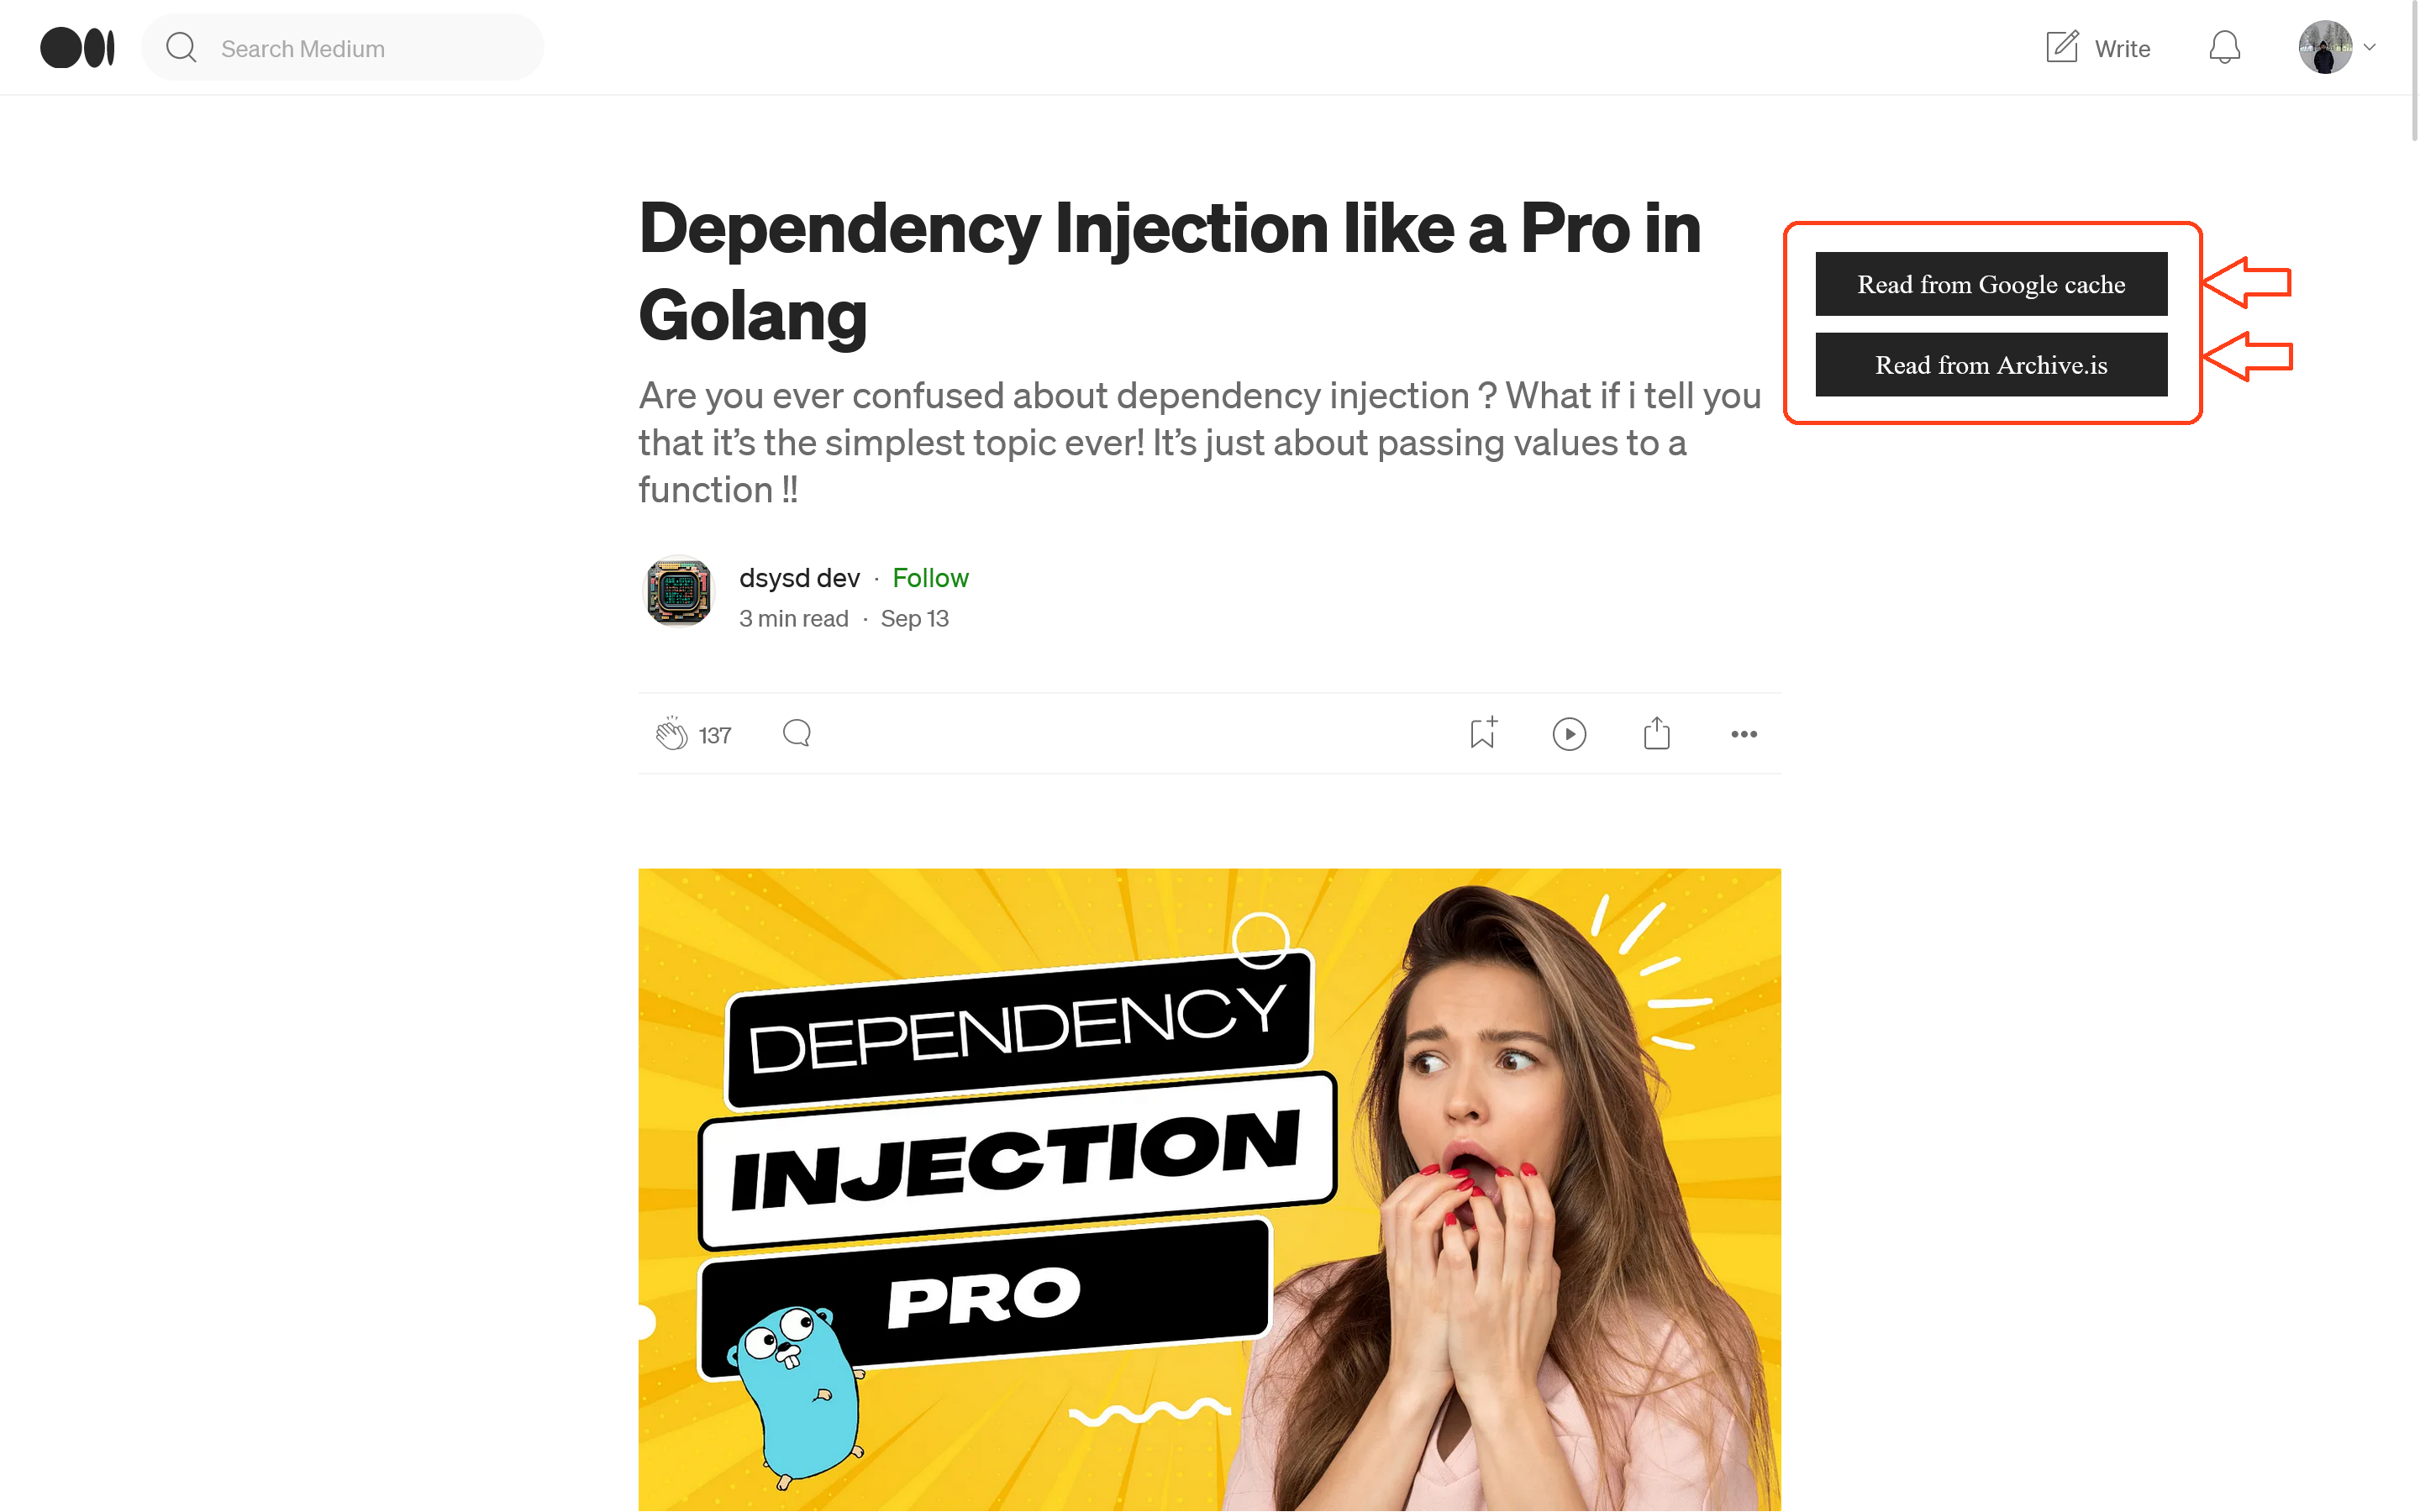 Search Medium
Write
Dependency Injection like a Pro in
Golang
Are you ever confused about dependency injection ? What if i tell you
that it’s the simplest topic ever! It’s just about passing values to a
function !!
Read from Google cache
Read from Archive.is
dsysd dev · Follow
3 min read · Sep 13
137
DEPENDENCY
INJECTION
PRO